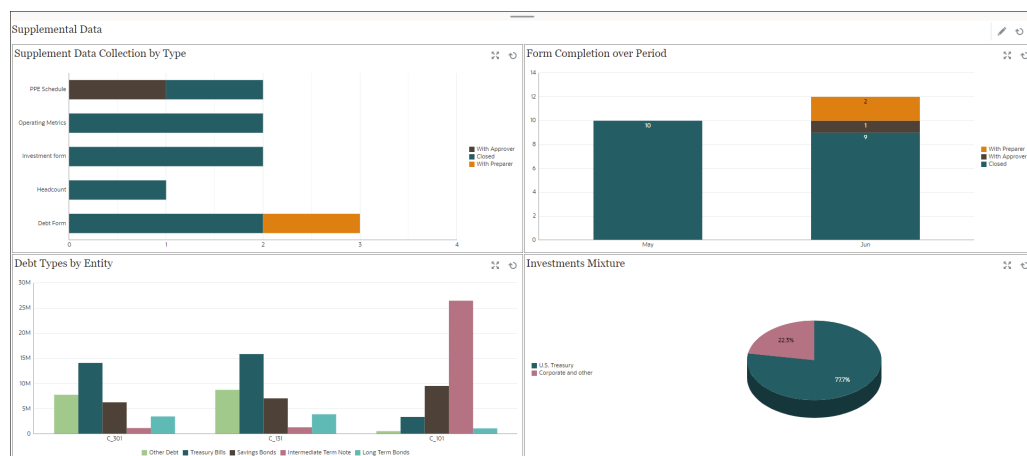 Supplemental Data
Supplement Data Collection by Type
PPE Schedule
Operating Metrics
Investment form
Headcount
Debt Form
0 1 2 3 4
With Approver
Closed
With Preparer
Form Completion over Period
14
12
10
8
6
4
2
0
10
2
1
9
May Jun
With Preparer
With Approver
Closed
Debt Types by Entity
30M
25M
20M
15M
10M
5M
0
C_301 C_131 C_101
Other Debt Treasury Bills Savings Bonds Intermediate Term Note Long Term Bonds
Investments Mixture
U.S. Treasury
Corporate and other
22.3%
77.7%